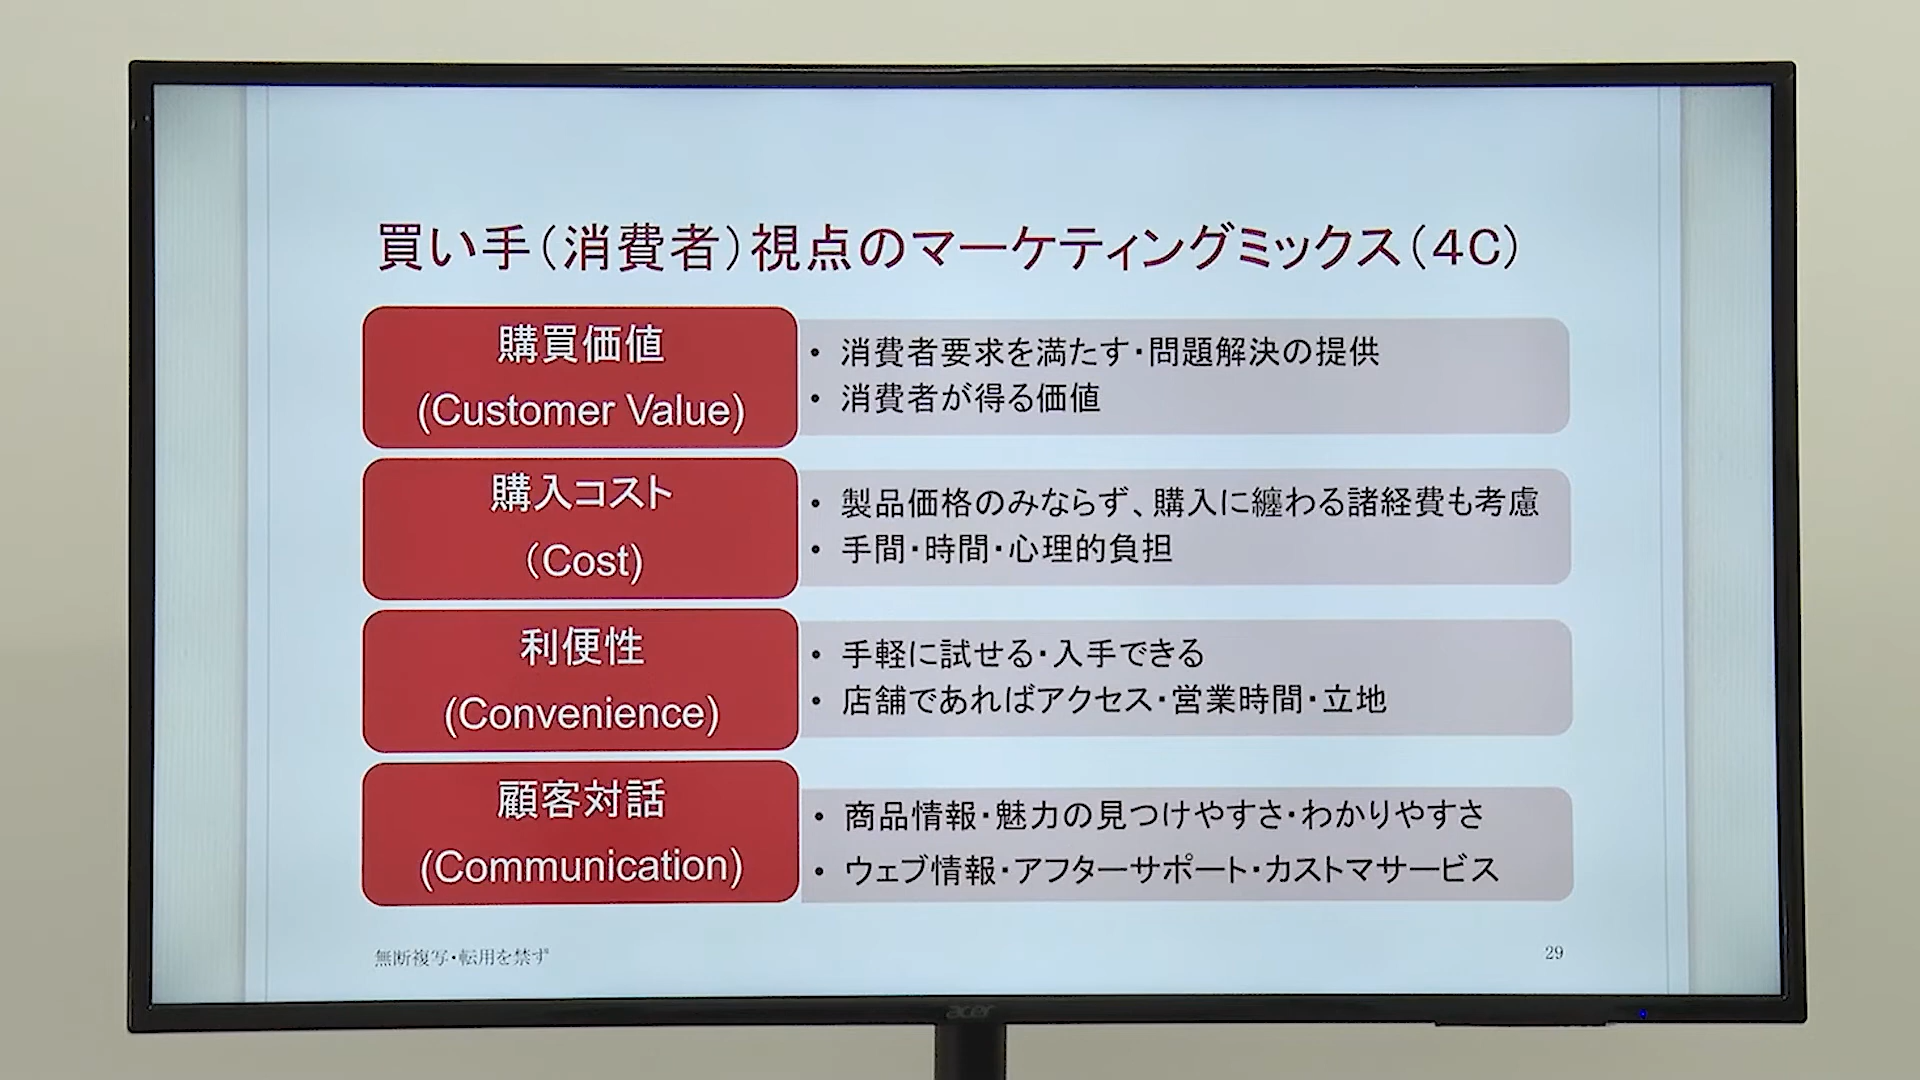 買い手（消費者）視点のマーケティングミックス（４Ｃ）
購買価値
(Customer Value)
• 消費者要求を満たす・問題解決の提供
• 消費者が得る価値
購入コスト
（Cost)
• 製品価格のみならず、購入に纏わる諸経費も考慮
• 手間・時間・心理的負担
利便性
(Convenience)
• 手軽に試せる・入手できる
• 店舗であればアクセス・営業時間・立地
顧客対話
(Communication)
• 商品情報・魅力の見つけやすさ・わかりやすさ
• ウェブ情報・アフターサポート・カストマサービス
無断複写・転用を禁ず
29
acer